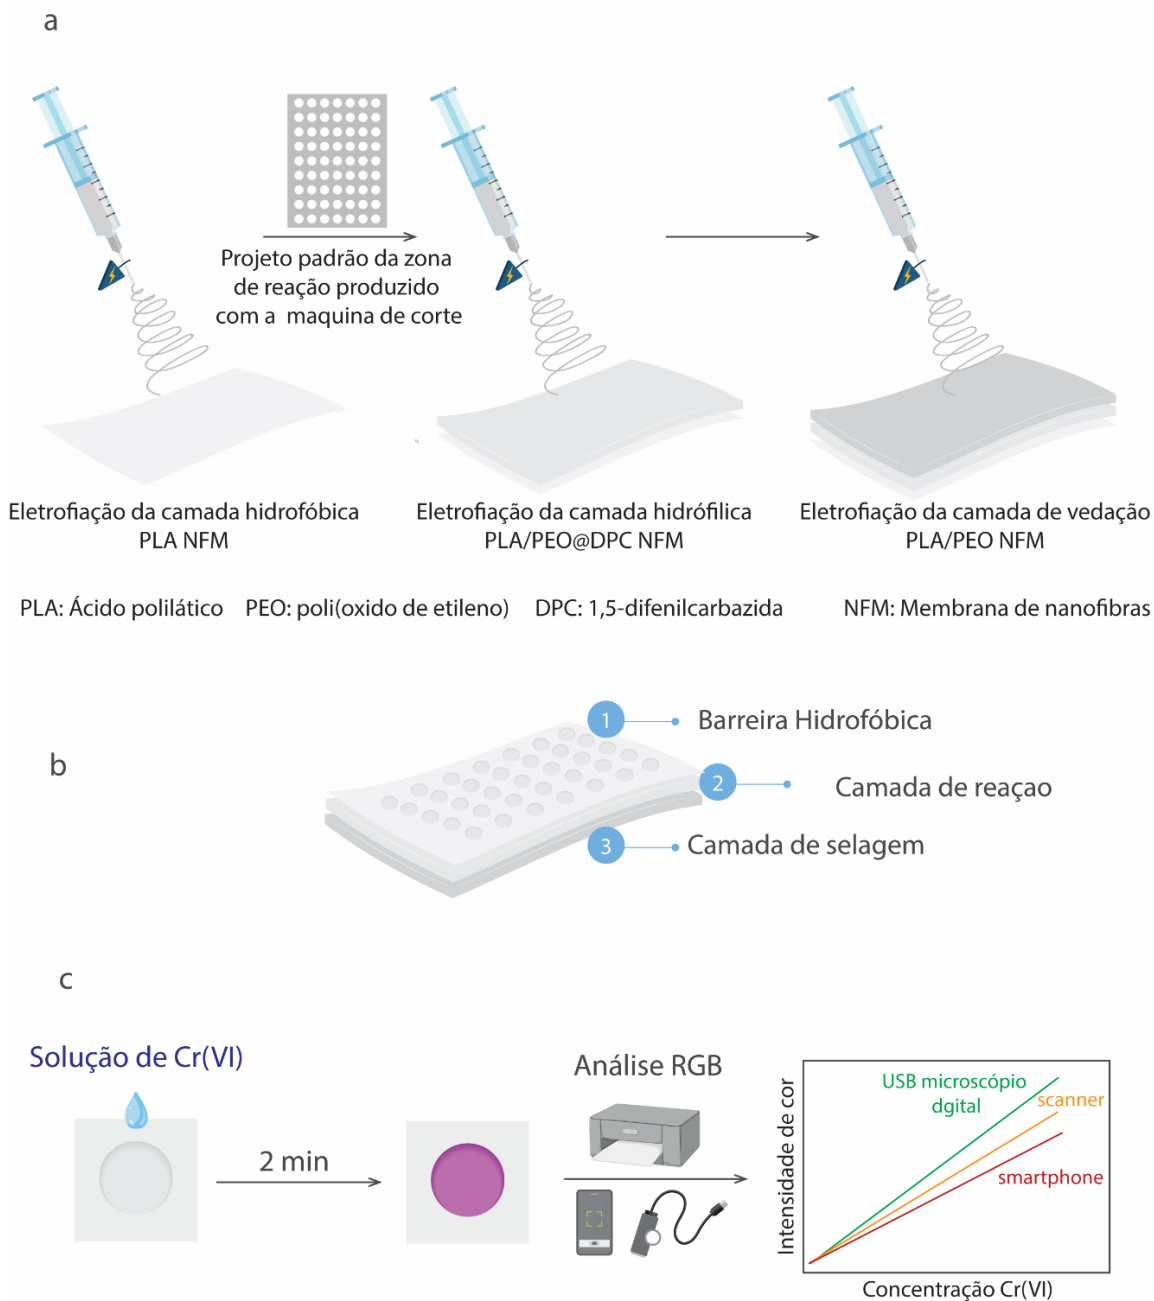 a
Projeto padrão da zona
de reação produzido
com a maquina de corte
Eletrofiação da camada hidrofóbica
PLA NFM
Eletrofiação da camada hidrófilica
PLA/PEO@DPC NFM
Eletrofiação da camada de vedação
PLA/PEO NFM
PLA: Ácido polilático PEO: poli(oxido de etileno) DPC: 1,5-difenilcarbazida NFM: Membrana de nanofibras
b
1 Barreira Hidrofóbica
2 Camada de reaçao
3 Camada de selagem
c
Solução de Cr(VI)
2 min
Análise RGB
Intensidade de cor
USB microscópio
dgital
scanner
smartphone
Concentração Cr(VI)